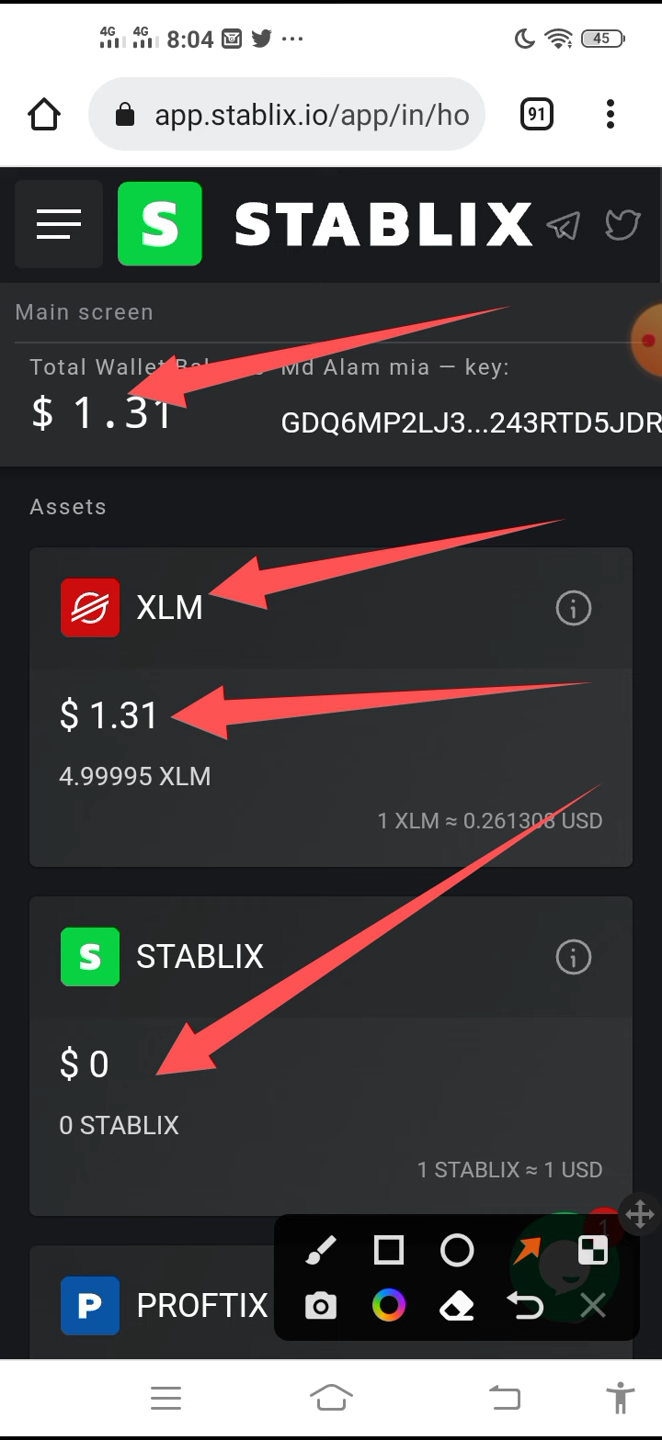 4G 4G 8:04 45
app.stablix.io/app/in/ho 91
S STABLIX
Main screen
Total Wallet Md Alam mia — key:
$ 1.31 GDQ6MP2LJ3...243RTD5JDR
Assets
XLM
$ 1.31
4.99995 XLM
1 XLM ≈ 0.261308 USD
S STABLIX
$ 0
0 STABLIX
1 STABLIX ≈ 1 USD
1
P PROFTIX